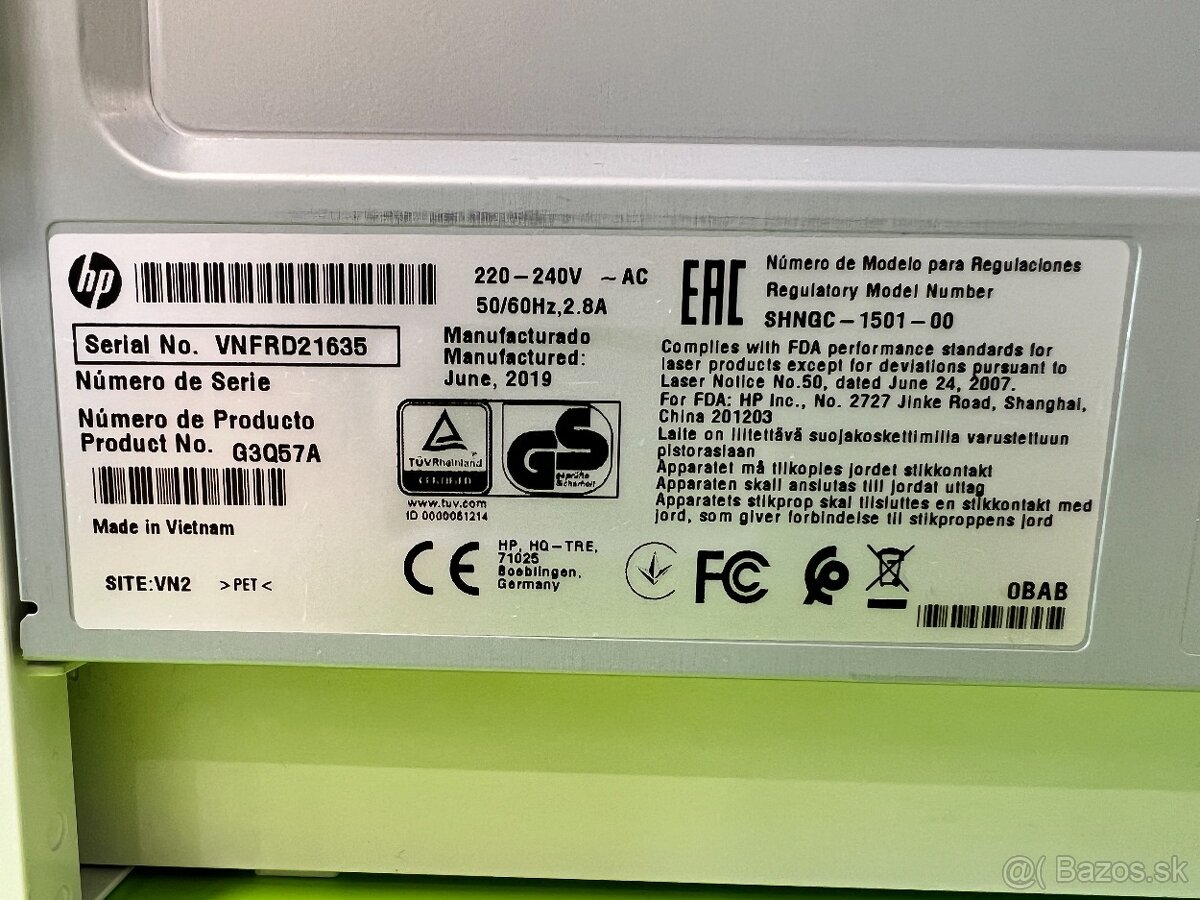 hp
220-240V ~ AC
50/60Hz,2.8A
Serial No. VNFRD21635
Número de Serie
Número de Producto
Product No. G3Q57A
Made in Vietnam
SITE:VN2 >PET<
Manufacturado
Manufactured:
June, 2019
TÜVRheinland
CERTIFIED
GS
geprüfte
Sicherheit
www.tuv.com
ID 0000061214
CE
HP, HQ-TRE,
71025
Boeblingen,
Germany
EAC
Número de Modelo para Regulaciones
Regulatory Model Number
SHNGC-1501-00
Complies with FDA performance standards for
laser products except for deviations pursuant to
Laser Notice No.50, dated June 24, 2007.
For FDA: HP Inc., No. 2727 Jinke Road, Shanghai,
China 201203
Laite on liitettävä suojakoskettimilla varustettuun
pistorasiaan
Apparatet må tilkoples jordet stikkontakt
Apparaten skall anslutas till jordat uttag
Apparatets stikprop skal tilsluttes en stikkontakt med
jord, som giver forbindelse til stikproppens jord
FC
0BAB
@( Bazos.sk